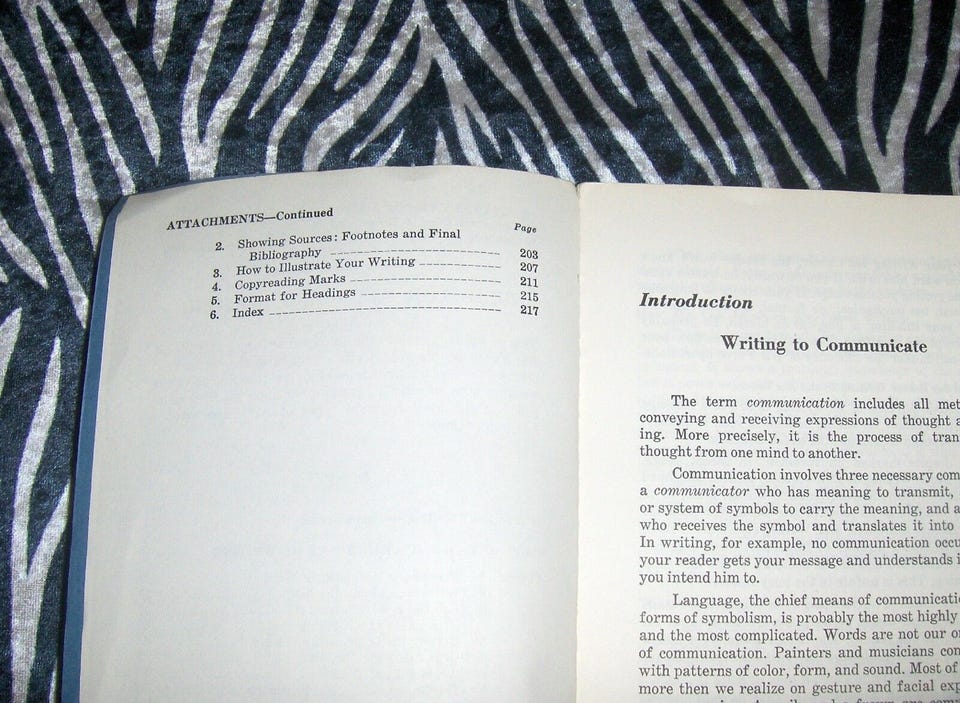 ATTACHMENTS—Continued
Page
2. Showing Sources: Footnotes and Final
Bibliography 203
3. How to Illustrate Your Writing 207
4. Copyreading Marks 211
5. Format for Headings 215
6. Index 217
Introduction
Writing to Communicate
The term communication includes all met
conveying and receiving expressions of thought a
ing. More precisely, it is the process of tran
thought from one mind to another.
Communication involves three necessary com
a communicator who has meaning to transmit,
or system of symbols to carry the meaning, and a
who receives the symbol and translates it into
In writing, for example, no communication occu
your reader gets your message and understands i
you intend him to.
Language, the chief means of communicati
forms of symbolism, is probably the most highly
and the most complicated. Words are not our o
of communication. Painters and musicians con
with patterns of color, form, and sound. Most of
more then we realize on gesture and facial exp